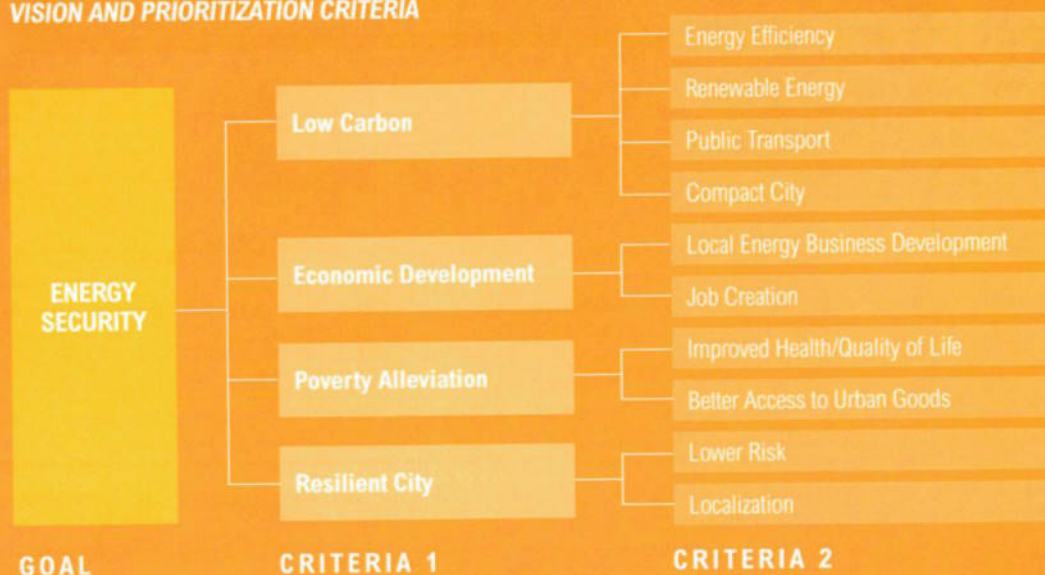 VISION AND PRIORITIZATION CRITERIA
ENERGY
SECURITY
Low Carbon
Economic Development
Poverty Alleviation
Resilient City
Energy Efficiency
Renewable Energy
Public Transport
Compact City
Local Energy Business Development
Job Creation
Improved Health/Quality of Life
Better Access to Urban Goods
Lower Risk
Localization
GOAL
CRITERIA 1
CRITERIA 2